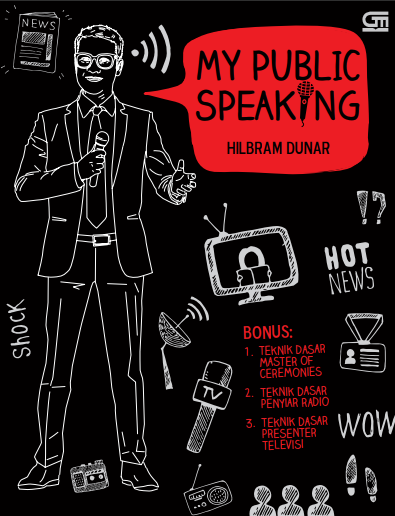 NEWS
GM
MY PUBLIC
SPEAKING
HILBRAM DUNAR
!?
HOT
NEWS
SHOCK
BONUS:
1. TEKNIK DASAR
MASTER OF
CEREMONIES
2. TEKNIK DASAR
PENYIAR RADIO
3. TEKNIK DASAR
PRESENTER
TELEVISI
TV
WOW